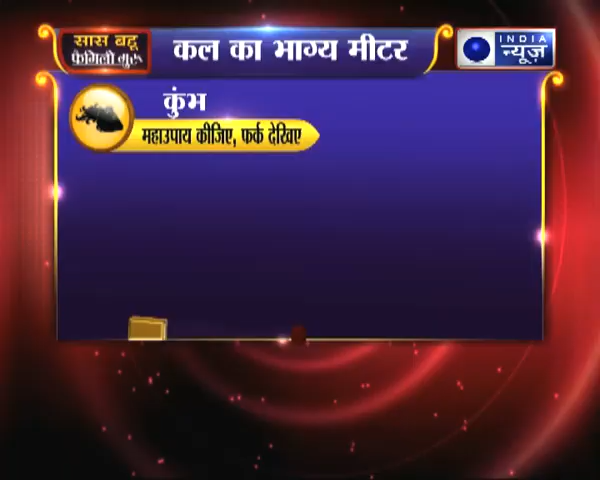 सास बहू
फैमिली गुरु
कल का भाग्य मीटर
INDIA
न्यूज़
कुंभ
महाउपाय कीजिए, फर्क देखिए